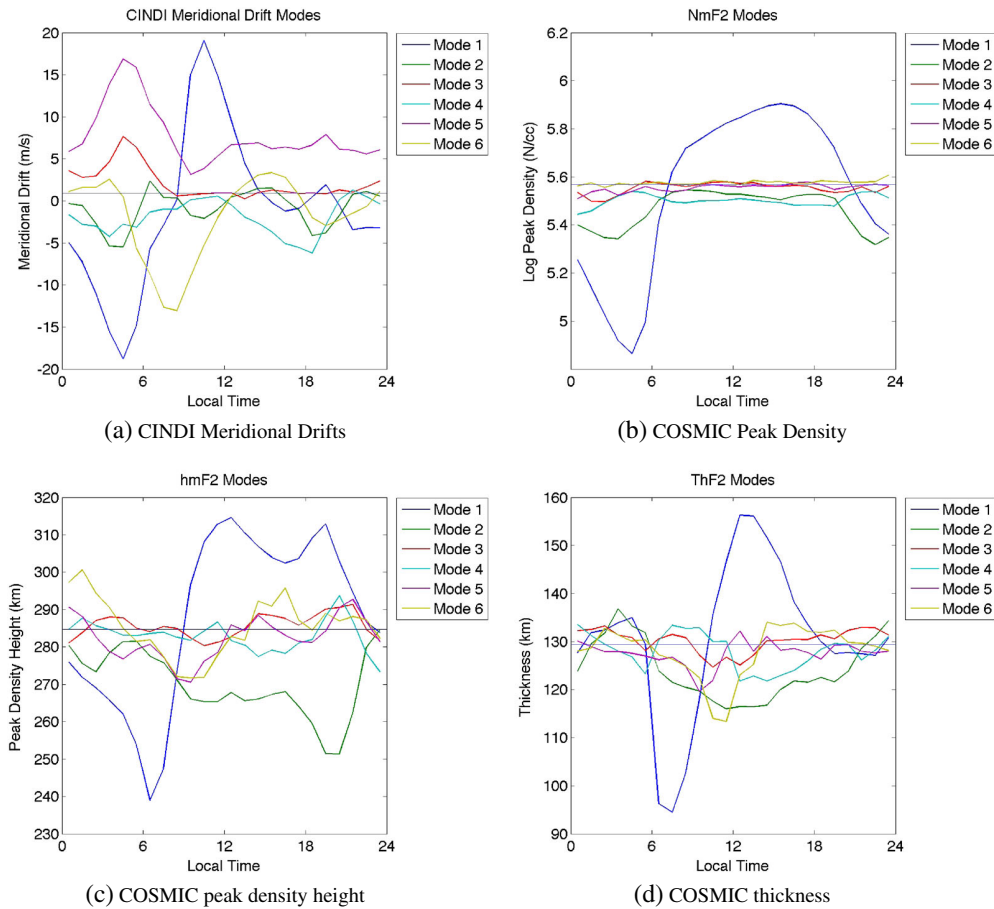 CINDI Meridional Drift Modes
Meridional Drift (m/s)
20
15
10
5
0
-5
-10
-15
-20
0 6 12 18 24
Local Time
Mode 1
Mode 2
Mode 3
Mode 4
Mode 5
Mode 6
(a) CINDI Meridional Drifts
NmF2 Modes
Log Peak Density (N/cc)
6.2
6
5.8
5.6
5.4
5.2
5
0 6 12 18 24
Local Time
Mode 1
Mode 2
Mode 3
Mode 4
Mode 5
Mode 6
(b) COSMIC Peak Density
hmF2 Modes
Peak Density Height (km)
320
310
300
290
280
270
260
250
240
230
0 6 12 18 24
Local Time
Mode 1
Mode 2
Mode 3
Mode 4
Mode 5
Mode 6
(c) COSMIC peak density height
ThF2 Modes
Thickness (km)
160
150
140
130
120
110
100
90
0 6 12 18 24
Local Time
Mode 1
Mode 2
Mode 3
Mode 4
Mode 5
Mode 6
(d) COSMIC thickness